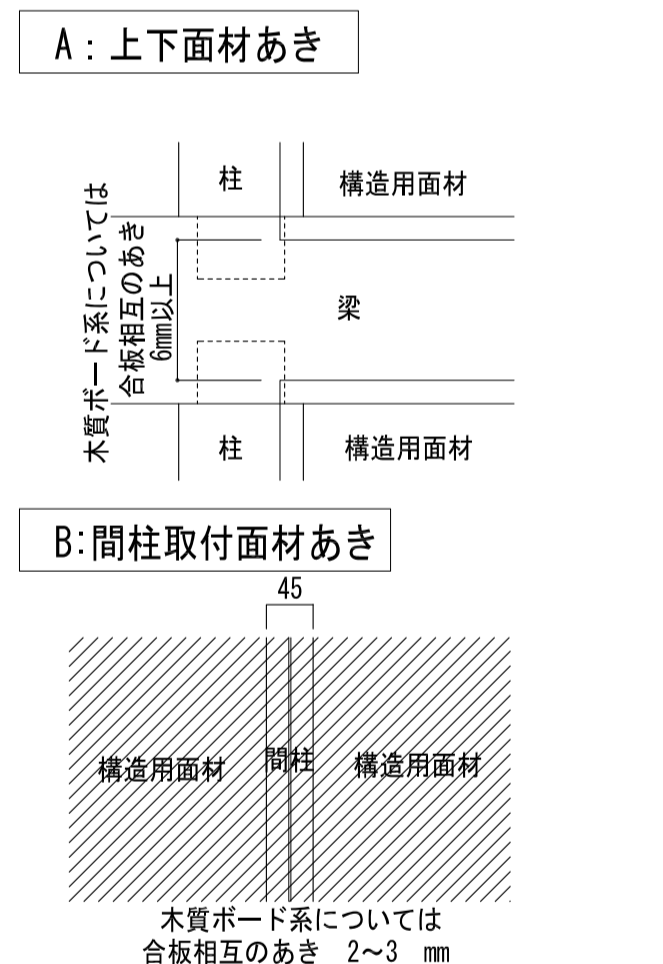 A：上下面材あき
柱
構造用面材
木質ボード系については
合板相互のあき
6mm以上
梁
柱
構造用面材
B:間柱取付面材あき
45
構造用面材
間柱
構造用面材
木質ボード系については
合板相互のあき　2～3　mm